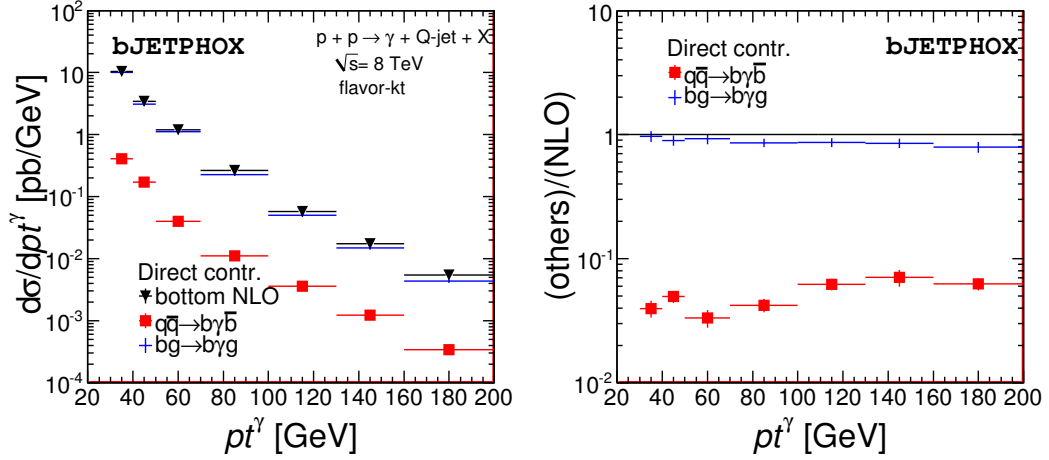 bJETPHOX
p + p → γ + Q-jet + X
√s= 8 TeV
flavor-kt
dσ/dpt^γ [pb/GeV]
10
1
10^-1
10^-2
10^-3
10^-4
Direct contr.
bottom NLO
qq̅→bγb̅
bg→bγg
20 40 60 80 100 120 140 160 180 200
pt^γ [GeV]
bJETPHOX
Direct contr.
qq̅→bγb̅
bg→bγg
(others)/(NLO)
10
1
10^-1
10^-2
20 40 60 80 100 120 140 160 180 200
pt^γ [GeV]